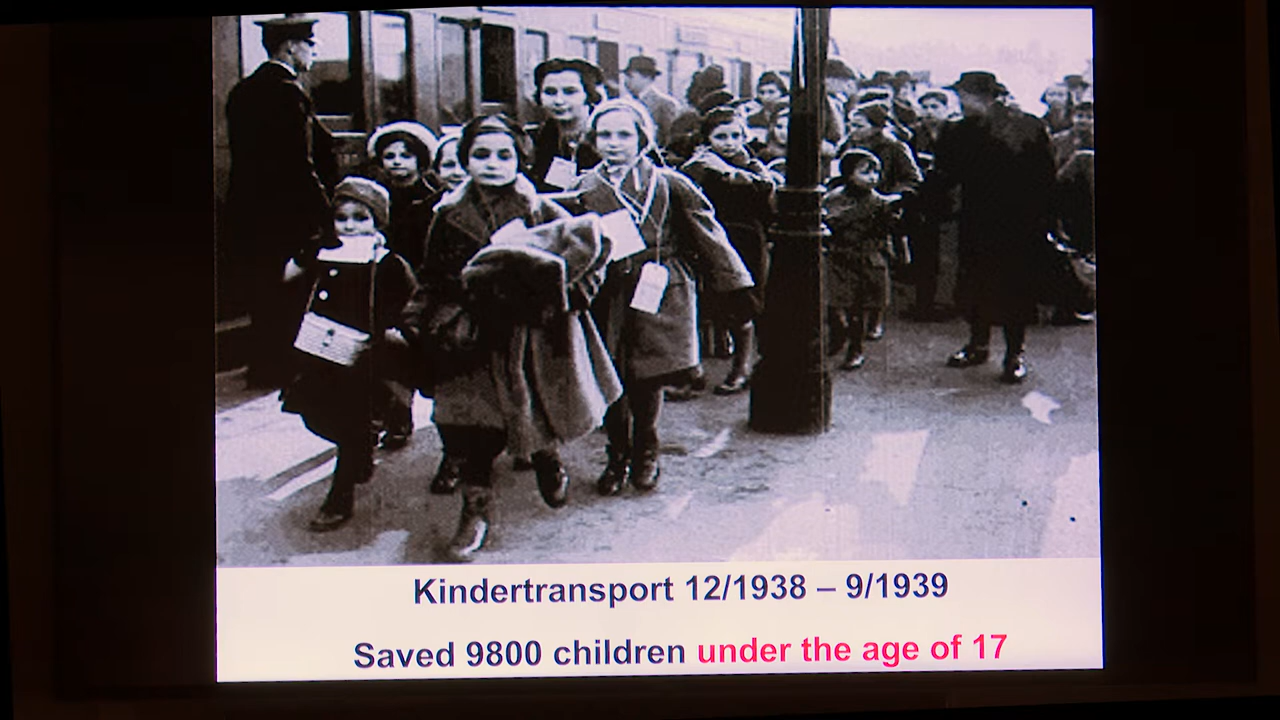 Kindertransport 12/1938 – 9/1939
Saved 9800 children under the age of 17